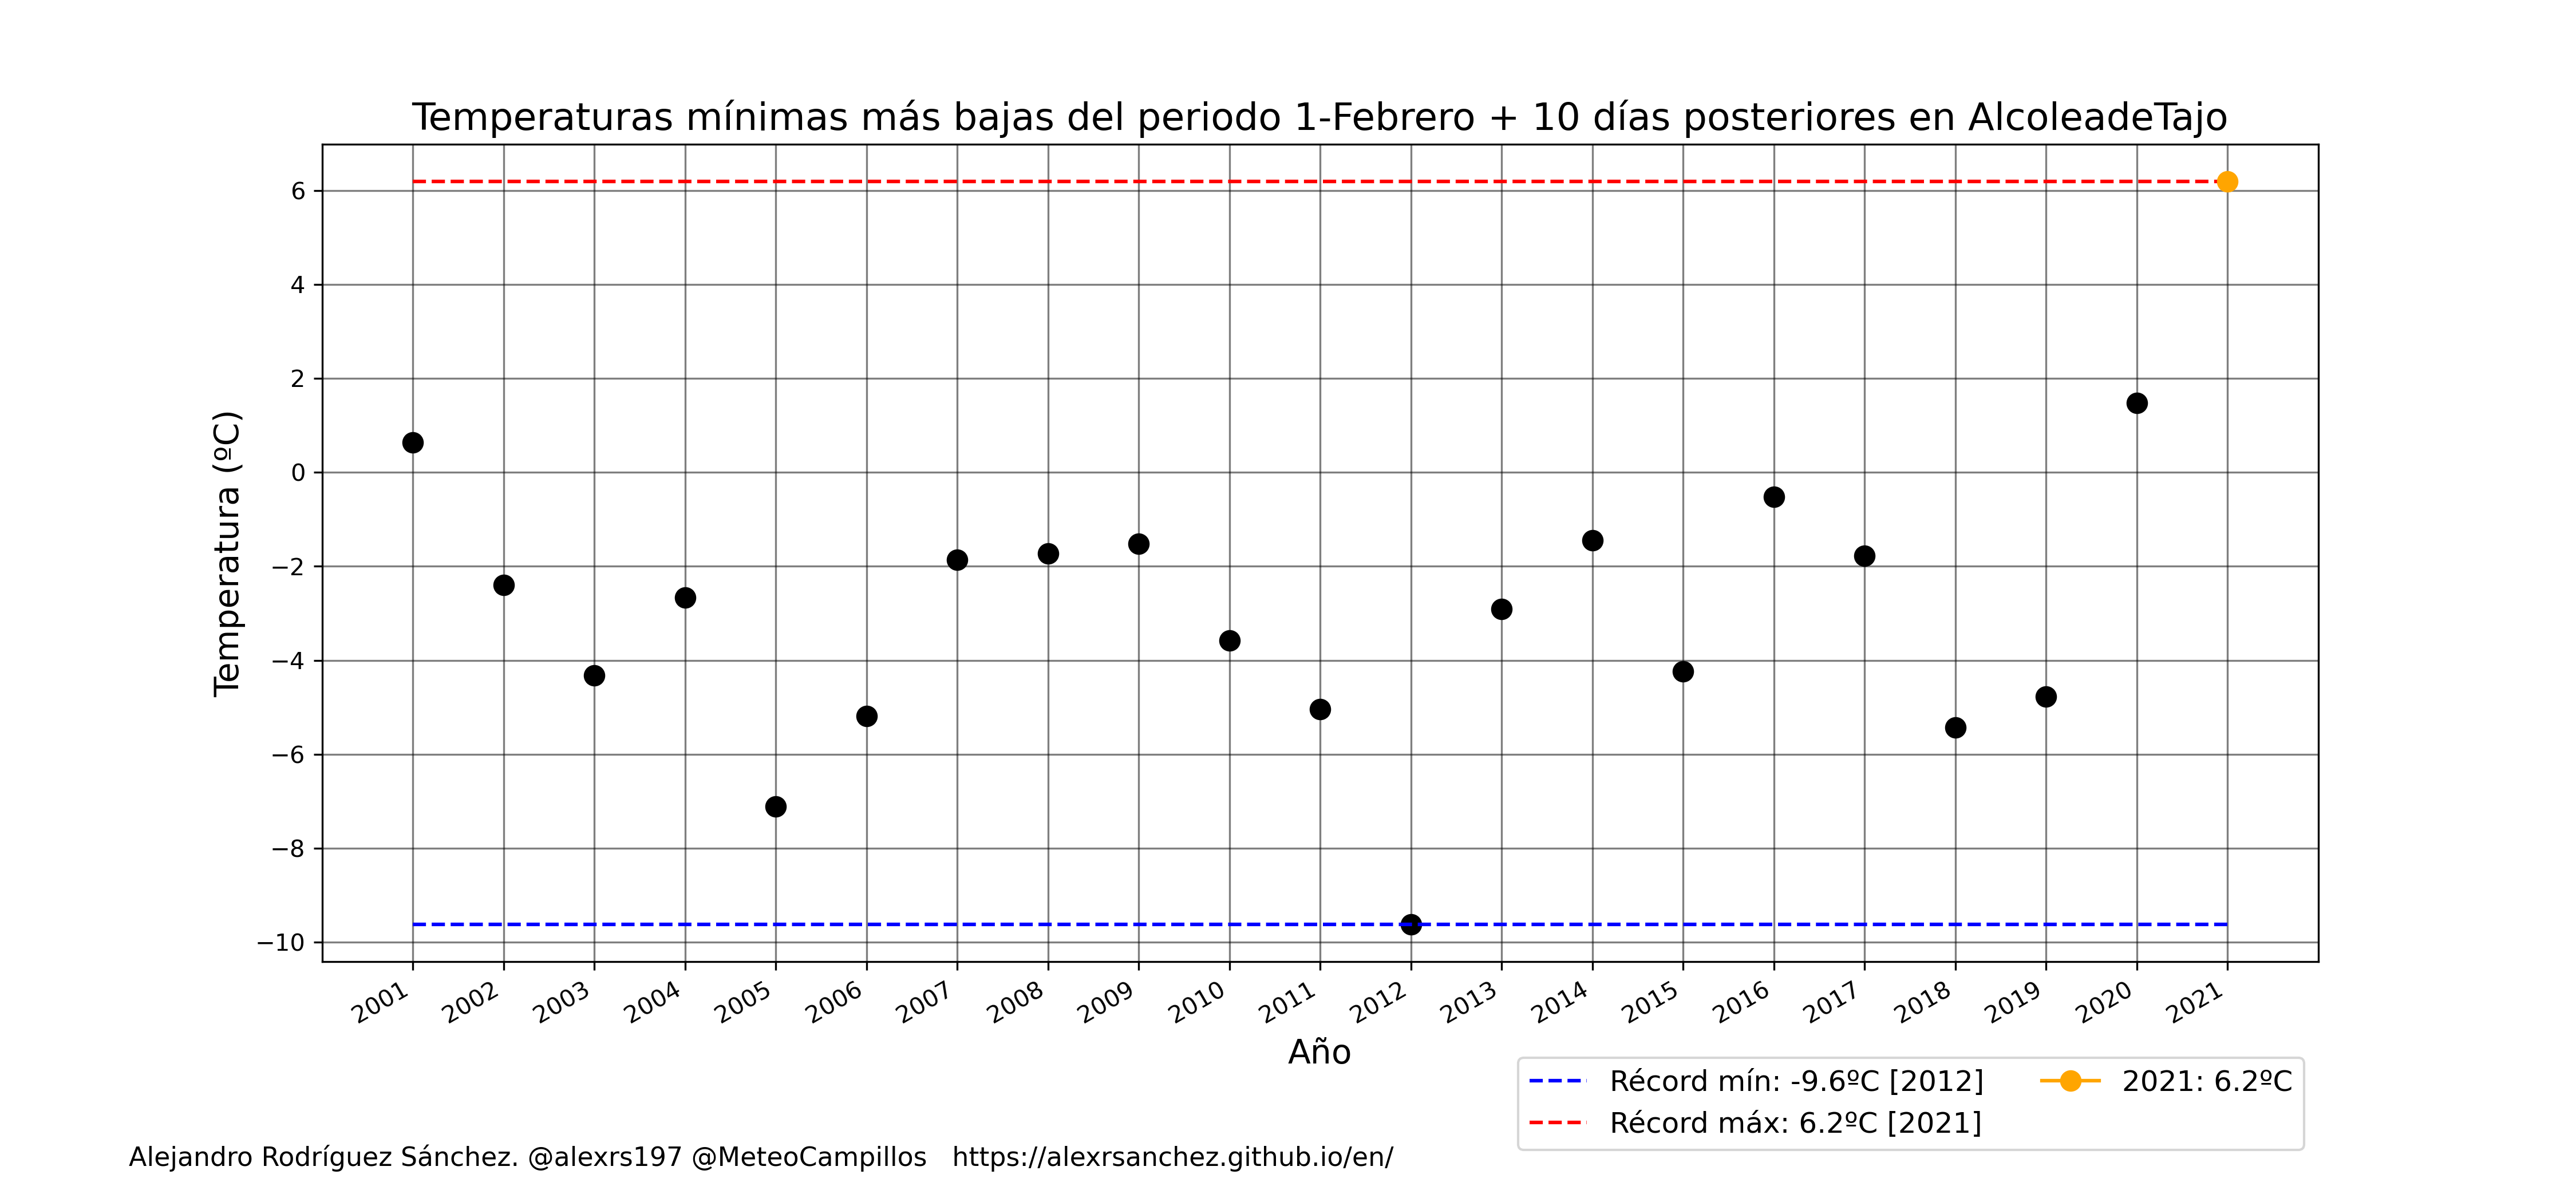 Temperaturas mínimas más bajas del periodo 1-Febrero + 10 días posteriores en AlcoleadeTajo
Temperatura (ºC)
6
4
2
0
−2
−4
−6
−8
−10
2001 2002 2003 2004 2005 2006 2007 2008 2009 2010 2011 2012 2013 2014 2015 2016 2017 2018 2019 2020 2021
Año
Récord mín: -9.6ºC [2012]
Récord máx: 6.2ºC [2021]
2021: 6.2ºC
Alejandro Rodríguez Sánchez. @alexrs197 @MeteoCampillos https://alexrsanchez.github.io/en/